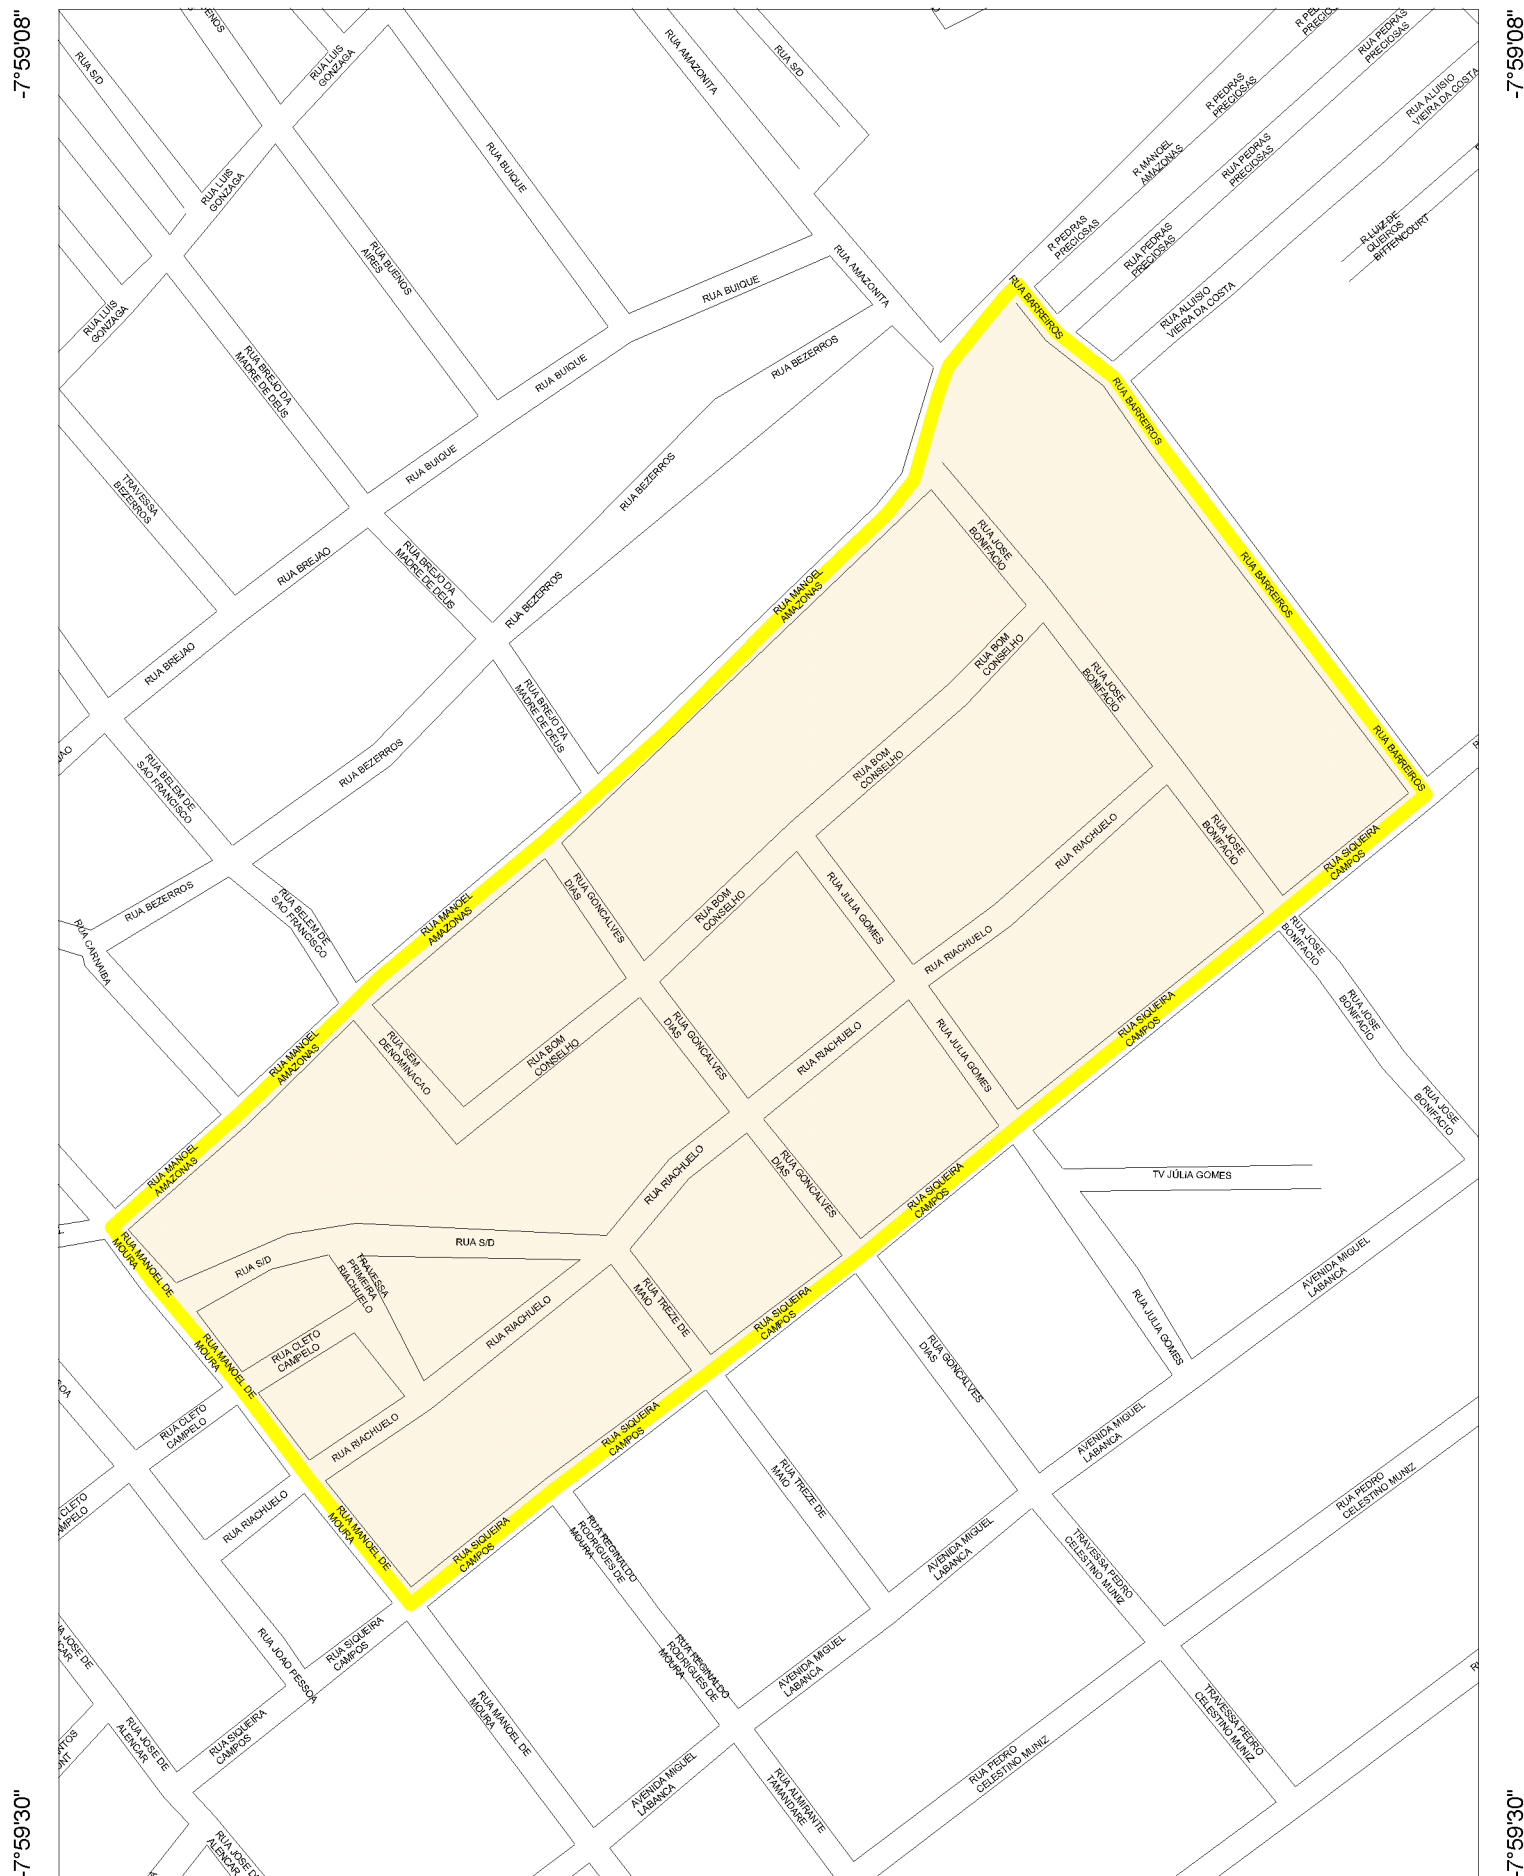 -7°59'08"
-7°59'08"
RUA S/D
RUA LUIS
GONZAGA
RUA AMAZONITA
RUA S/D
R PEDRAS
PRECIOSAS
RUA PEDRAS
PRECIOSAS
RUA ALUISIO
VIEIRA DA COSTA
R MANOEL
AMAZONAS
RUA PEDRAS
PRECIOSAS
RUA BUIQUE
RUA LUIS
GONZAGA
R PEDRAS
PRECIOSAS
RUA PEDRAS
PRECIOSAS
R LUIZ DE
QUEIROS
BITTENCOURT
RUA BUENOS
AIRES
RUA BUIQUE
RUA AMAZONITA
RUA BARREIROS
RUA ALUISIO
VIEIRA DA COSTA
RUA LUIS
GONZAGA
RUA BREJO DA
MADRE DE DEUS
RUA BUIQUE
RUA BEZERROS
RUA BARREIROS
RUA BUIQUE
RUA BEZERROS
TRAVESSA
BEZERROS
RUA BREJAO
RUA BREJO DA
MADRE DE DEUS
RUA BEZERROS
RUA MANOEL
AMAZONAS
RUA JOSE
BONIFACIO
RUA BARREIROS
RUA BREJAO
RUA BREJO DA
MADRE DE DEUS
RUA BOM
CONSELHO
RUA JOSE
BONIFACIO
RUA BARREIROS
RUA BELEM DE
SAO FRANCISCO
RUA BEZERROS
RUA BOM
CONSELHO
RUA RIACHUELO
RUA JOSE
BONIFACIO
RUA SIQUEIRA
CAMPOS
RUA BEZERROS
RUA BELEM DE
SAO FRANCISCO
RUA MANOEL
AMAZONAS
RUA GONCALVES
DIAS
RUA BOM
CONSELHO
RUA JULIA GOMES
RUA RIACHUELO
RUA JOSE
BONIFACIO
RUA CARNAIBA
RUA MANOEL
AMAZONAS
RUA SEM
DENOMINACAO
RUA BOM
CONSELHO
RUA GONCALVES
DIAS
RUA RIACHUELO
RUA JULIA GOMES
RUA SIQUEIRA
CAMPOS
RUA JOSE
BONIFACIO
RUA JOSE
BONIFACIO
RUA MANOEL
AMAZONAS
RUA RIACHUELO
RUA GONCALVES
DIAS
RUA SIQUEIRA
CAMPOS
TV JÚLIA GOMES
RUA MANOEL DE
MOURA
RUA S/D
RUA S/D
TRAVESSA
PRIMEIRA
RIACHUELO
RUA RIACHUELO
RUA TREZE DE
MAIO
RUA SIQUEIRA
CAMPOS
RUA JULIA GOMES
AVENIDA MIGUEL
LABANCA
RUA MANOEL DE
MOURA
RUA CLETO
CAMPELO
RUA GONCALVES
DIAS
RUA CLETO
CAMPELO
RUA RIACHUELO
RUA SIQUEIRA
CAMPOS
AVENIDA MIGUEL
LABANCA
RUA RIACHUELO
RUA MANOEL DE
MOURA
RUA SIQUEIRA
CAMPOS
RUA REGINALDO
RODRIGUES DE
MOURA
RUA TREZE DE
MAIO
AVENIDA MIGUEL
LABANCA
TRAVESSA PEDRO
CELESTINO MUNIZ
RUA PEDRO
CELESTINO MUNIZ
RUA JOAO PESSOA
RUA SIQUEIRA
CAMPOS
RUA REGINALDO
RODRIGUES DE
MOURA
AVENIDA MIGUEL
LABANCA
RUA JOSE DE
ALENCAR
RUA SIQUEIRA
CAMPOS
RUA MANOEL DE
MOURA
TRAVESSA PEDRO
CELESTINO MUNIZ
AVENIDA MIGUEL
LABANCA
RUA ALMIRANTE
TAMANDARE
RUA PEDRO
CELESTINO MUNIZ
RUA JOSE DE
ALENCAR
-7°59'30"
-7°59'30"